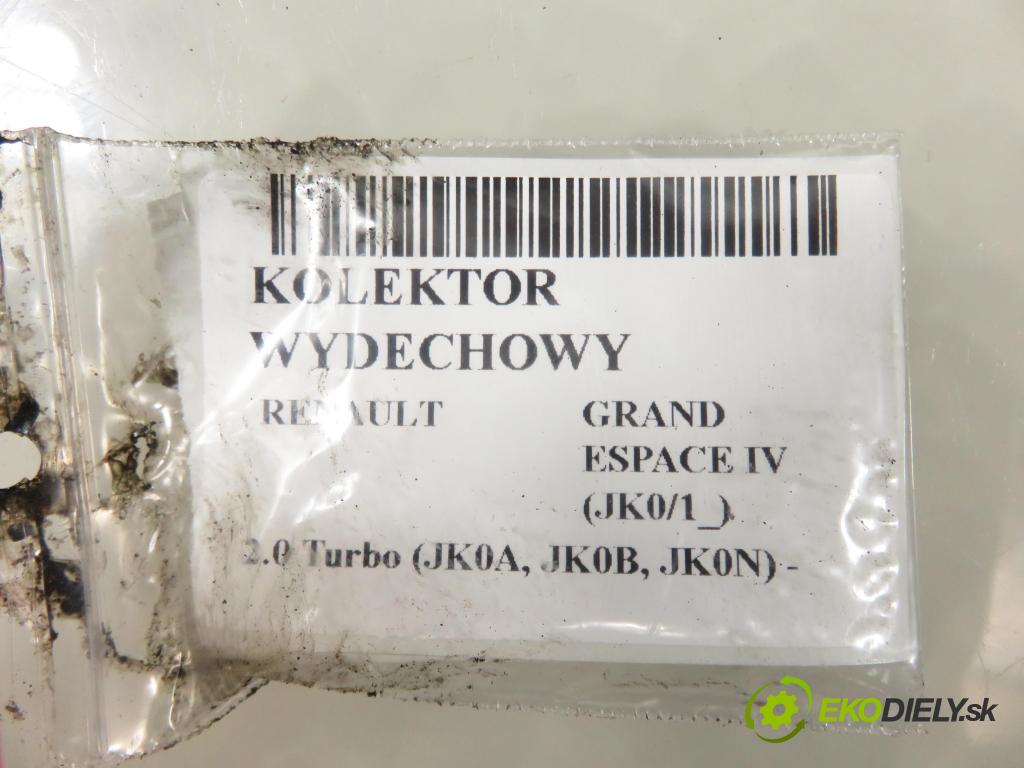 KOLEKTOR
WYDECHOWY
RENAULT GRAND
ESPACE IV
(JK0/1_)
2.0 Turbo (JK0A, JK0B, JK0N) -
EKODIELY.sk